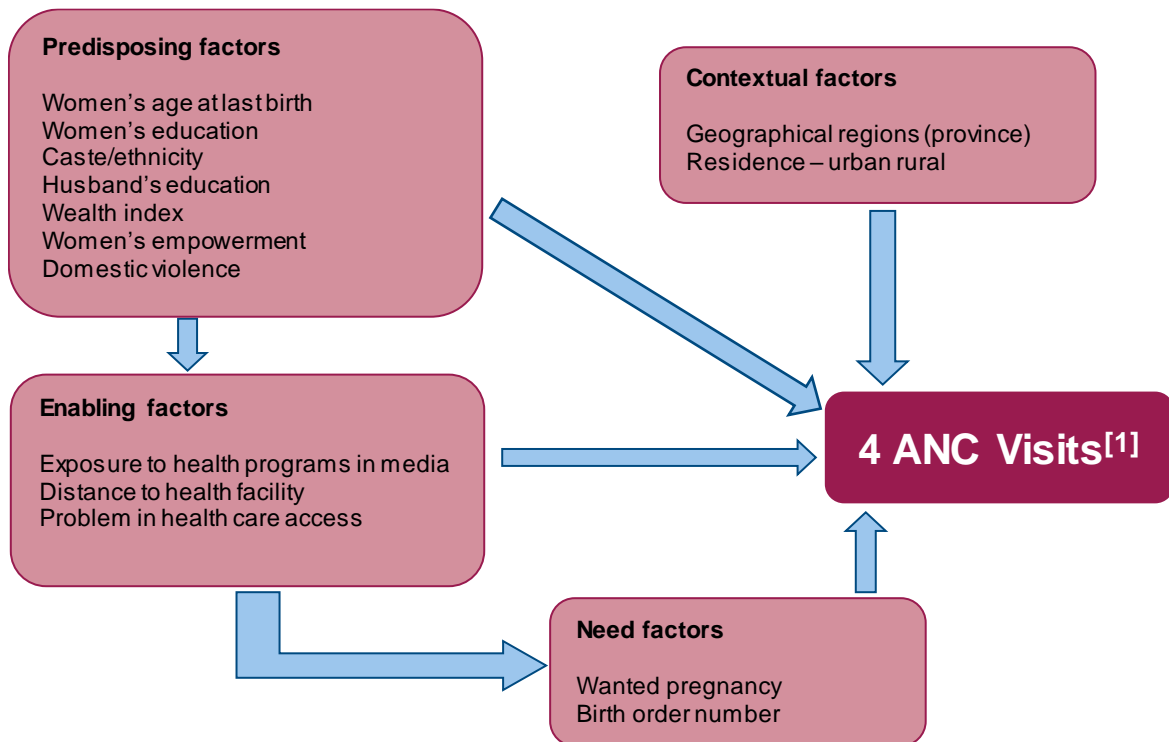 Predisposing factors
Women's age at last birth
Women's education
Caste/ethnicity
Husband's education
Wealth index
Women's empowerment
Domestic violence
Contextual factors
Geographical regions (province)
Residence – urban rural
Enabling factors
Exposure to health programs in media
Distance to health facility
Problem in health care access
4 ANC Visits[1]
Need factors
Wanted pregnancy
Birth order number